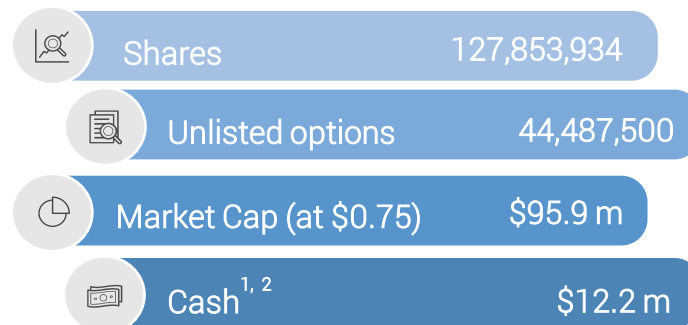 Shares 127,853,934
Unlisted options 44,487,500
Market Cap (at $0.75) $95.9 m
Cash1, 2 $12.2 m